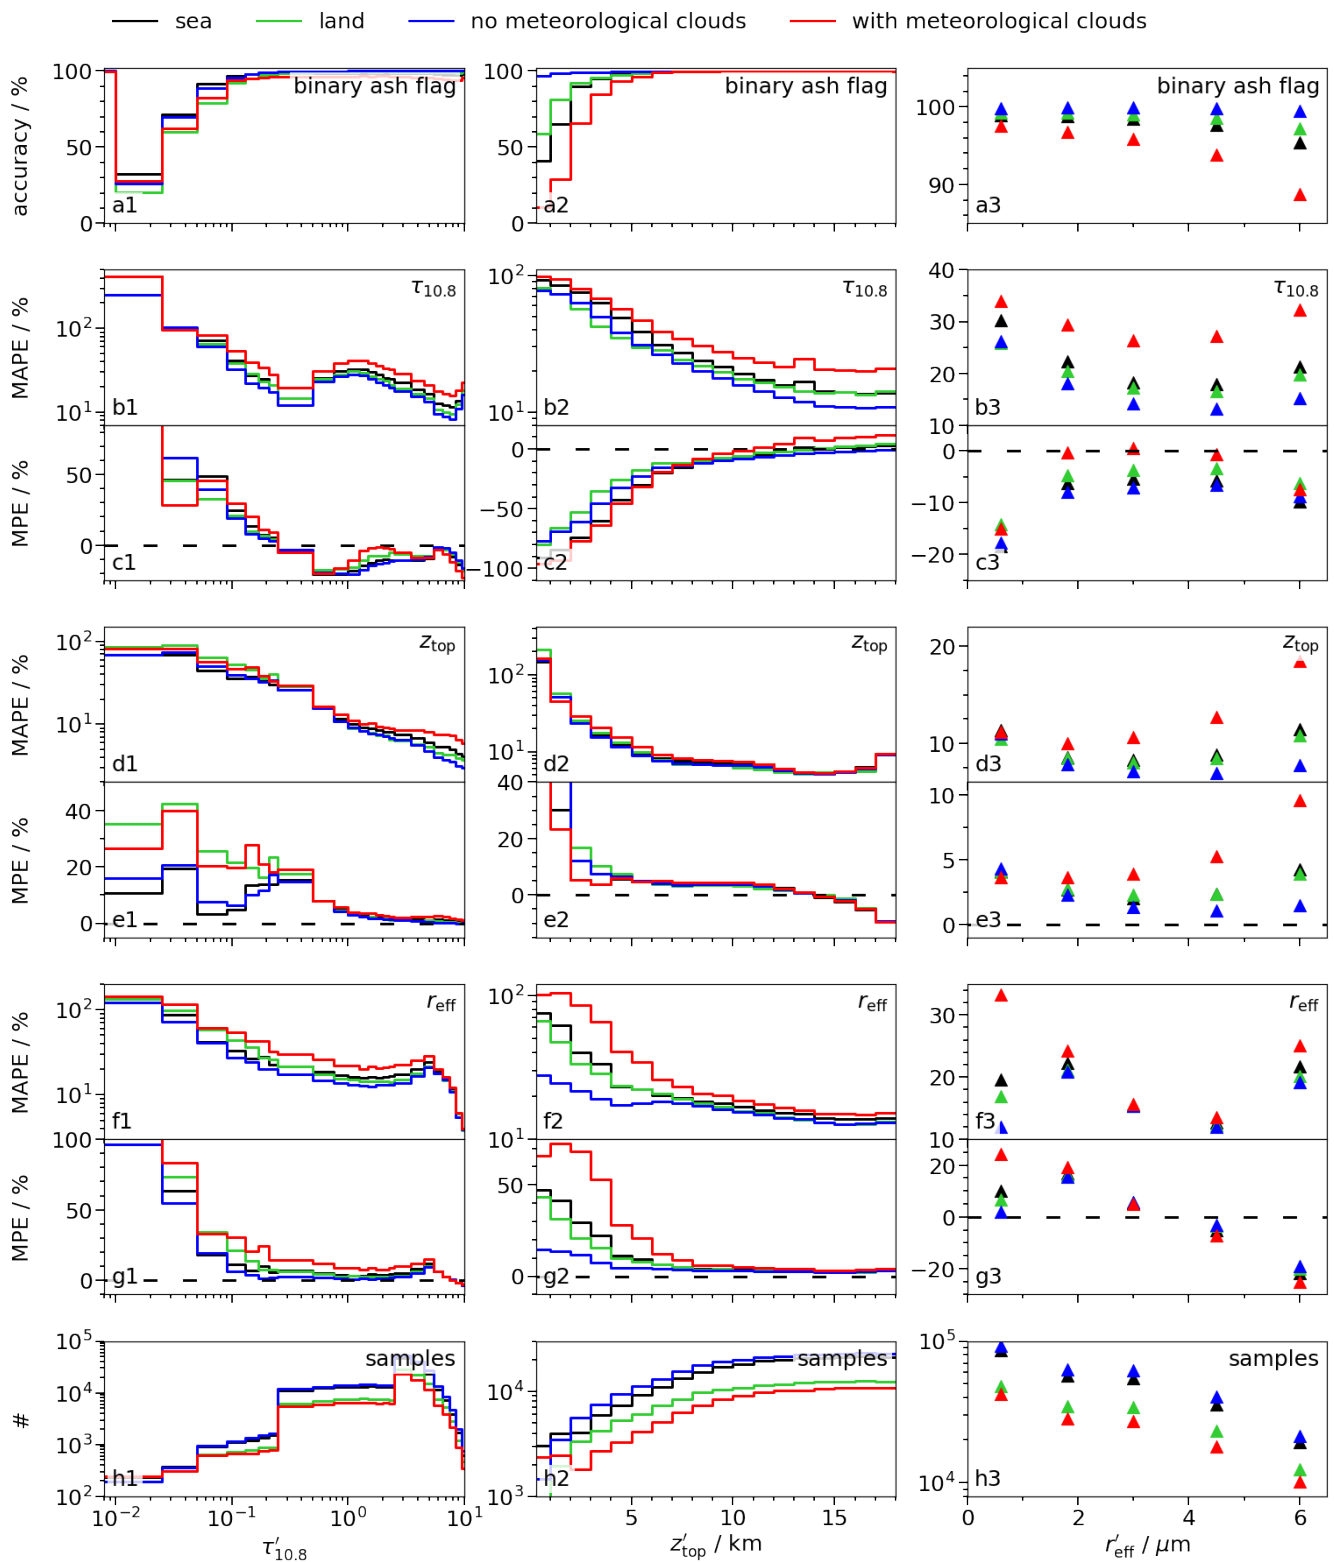 sea land no meteorological clouds with meteorological clouds
accuracy / %
100 50 0
binary ash flag
a1
100 50 0
binary ash flag
a2
100 90
binary ash flag
a3
MAPE / %
10² 10¹
τ10.8
b1
10² 10¹
τ10.8
b2
40 30 20 10
τ10.8
b3
MPE / %
50 0
c1
0 −50 −100
c2
0 −10 −20
c3
MAPE / %
10² 10¹
ztop
d1
10² 10¹
ztop
d2
20 10
ztop
d3
MPE / %
40 20 0
e1
40 20 0
e2
10 5 0
e3
MAPE / %
10² 10¹
reff
f1
10² 10¹
reff
f2
30 20 10
reff
f3
MPE / %
100 50 0
g1
50 0
g2
20 0 −20
g3
#
10⁵ 10⁴ 10³ 10²
samples
h1
10⁴ 10³
samples
h2
10⁵ 10⁴
samples
h3
10⁻² 10⁻¹ 10⁰ 10¹
5 10 15
0 2 4 6
τ′10.8
z′top / km
r′eff / μm